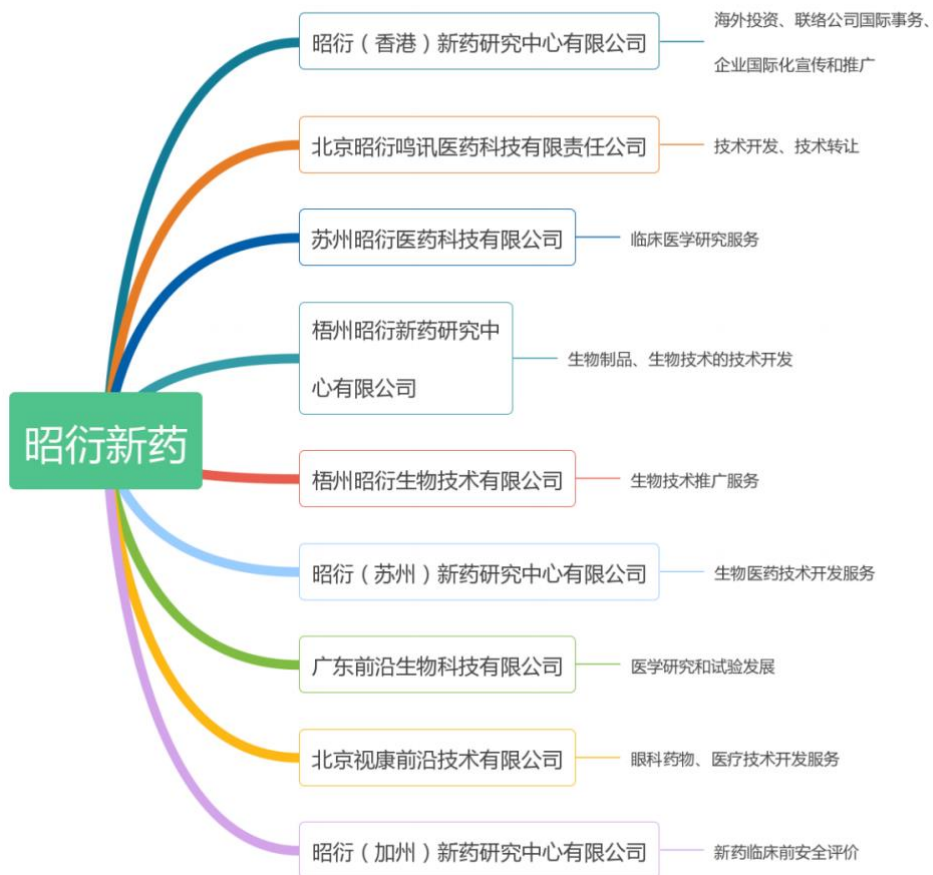 昭衍（香港）新药研究中心有限公司
海外投资、联络公司国际事务、
企业国际化宣传和推广
北京昭衍鸣讯医药科技有限责任公司
技术开发、技术转让
苏州昭衍医药科技有限公司
临床医学研究服务
梧州昭衍新药研究中
心有限公司
生物制品、生物技术的技术开发
昭衍新药
梧州昭衍生物技术有限公司
生物技术推广服务
昭衍（苏州）新药研究中心有限公司
生物医药技术开发服务
广东前沿生物科技有限公司
医学研究和试验发展
北京视康前沿技术有限公司
眼科药物、医疗技术开发服务
昭衍（加州）新药研究中心有限公司
新药临床前安全评价